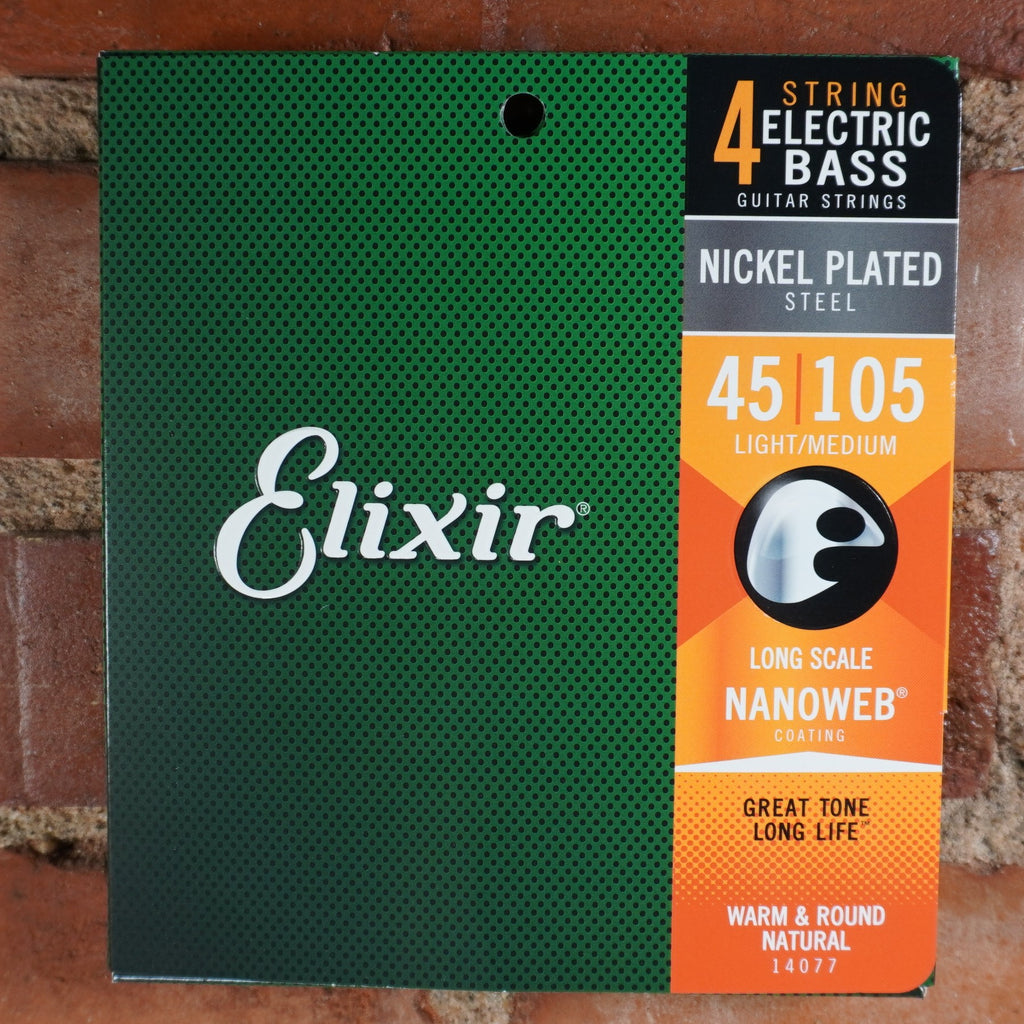 Elixir®
4 STRING
ELECTRIC
BASS
GUITAR STRINGS
NICKEL PLATED
STEEL
45|105
LIGHT/MEDIUM
LONG SCALE
NANOWEB®
COATING
GREAT TONE
LONG LIFE™
WARM & ROUND
NATURAL
14077